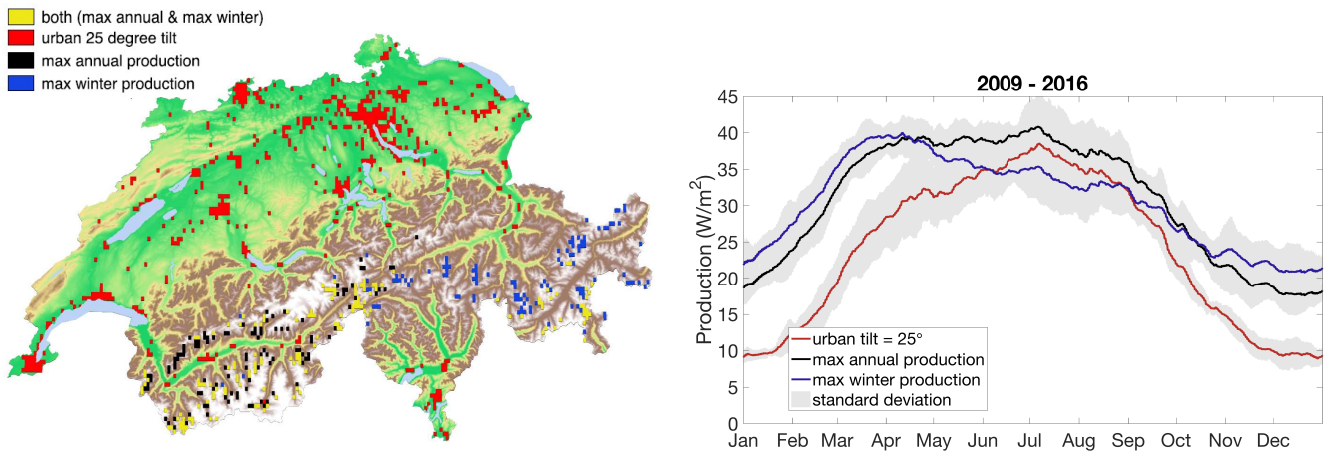 both (max annual & max winter)
urban 25 degree tilt
max annual production
max winter production
2009 - 2016
Production (W/m²)
45
40
35
30
25
20
15
10
5
0
urban tilt = 25°
max annual production
max winter production
standard deviation
Jan Feb Mar Apr May Jun Jul Aug Sep Oct Nov Dec